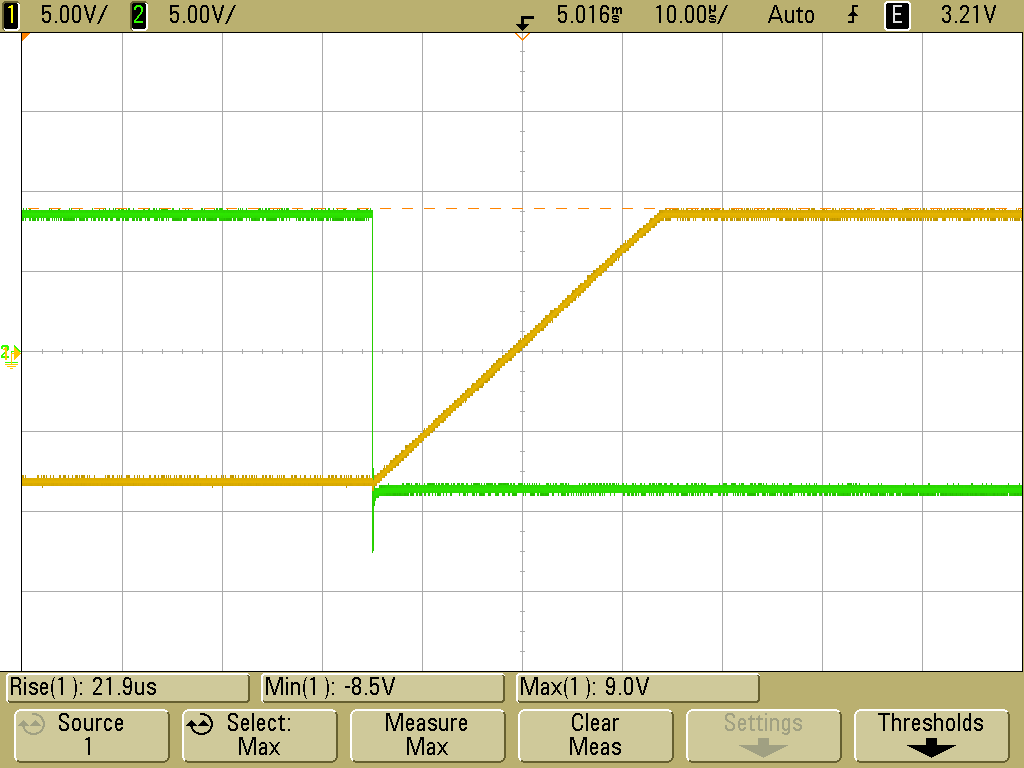 1 5.00V/ 2 5.00V/ 5.016ms 10.00us/ Auto E 3.21V
2
Rise(1): 21.9us Min(1): -8.5V Max(1): 9.0V
Source
1
Select:
Max
Measure
Max
Clear
Meas
Settings
Thresholds